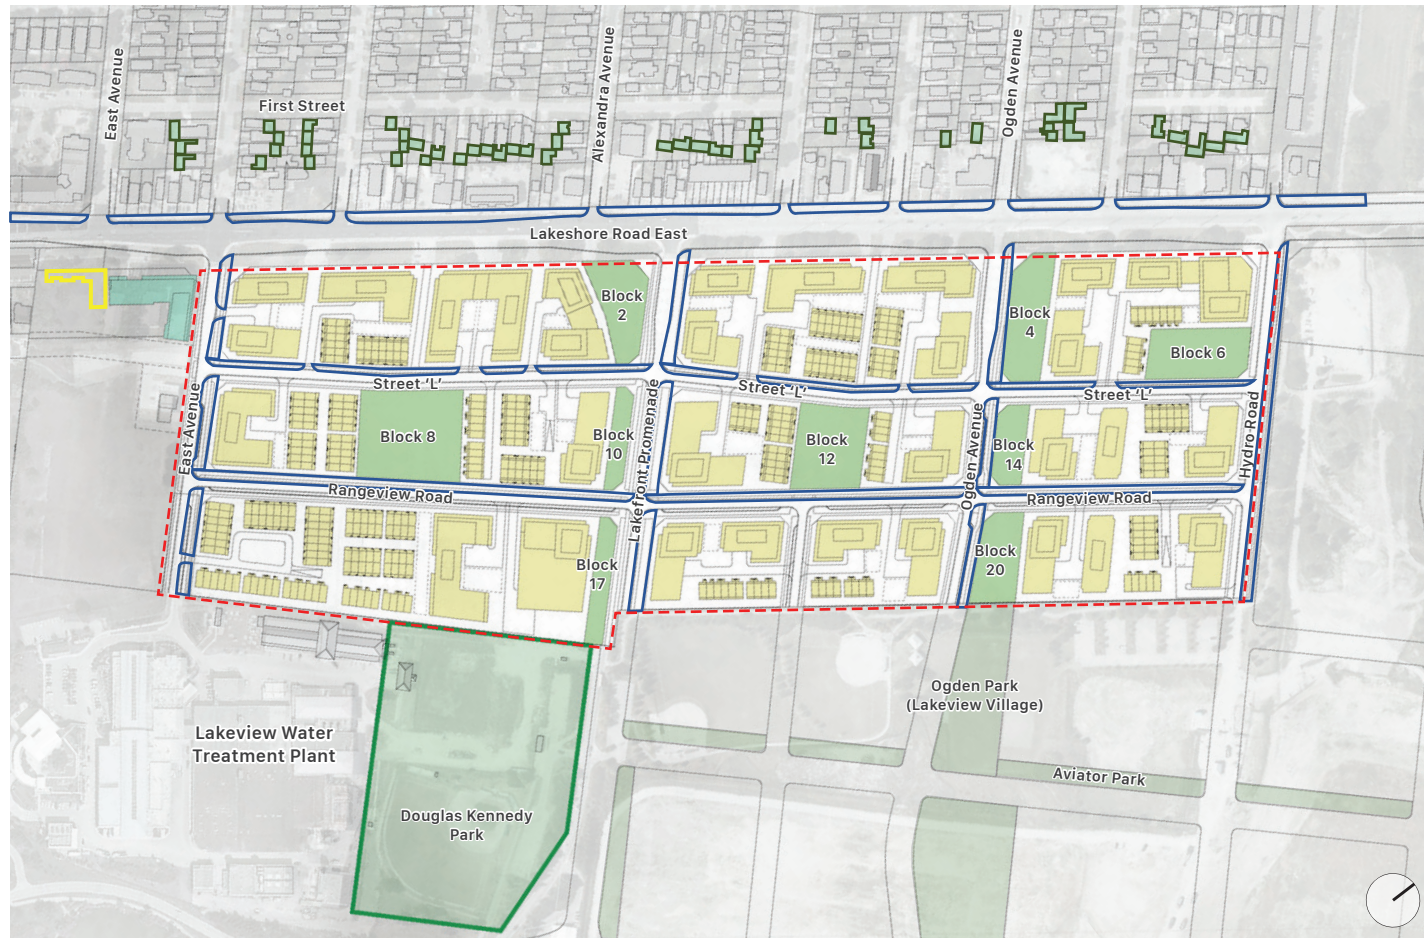 East Avenue
First Street
Alexandra Avenue
Ogden Avenue
Lakeshore Road East
Block
2
Block
4
Block 6
Street ‘L’
Street ‘L’
Street ‘L’
East Avenue
Block 8
Block
10
Lakefront Promenade
Block
12
Ogden Avenue
Block
14
Hydro Road
Rangeview Road
Rangeview Road
Block
17
Block
20
Lakeview Water
Treatment Plant
Ogden Park
(Lakeview Village)
Aviator Park
Douglas Kennedy
Park